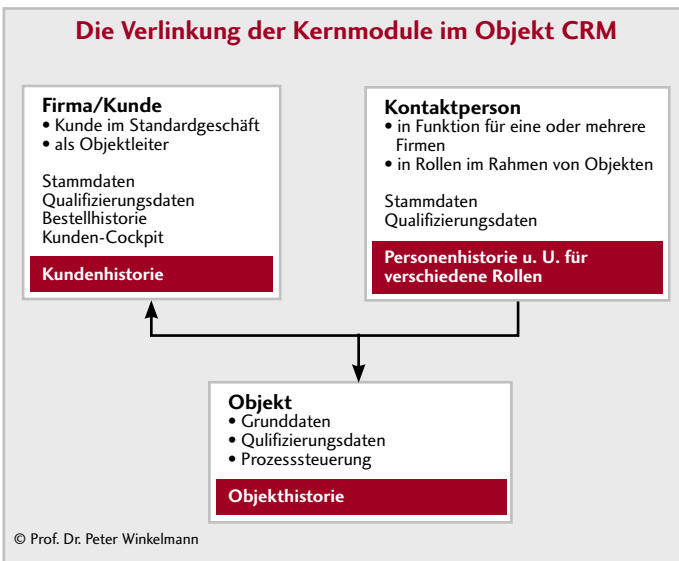 Die Verlinkung der Kernmodule im Objekt CRM
Firma/Kunde
• Kunde im Standardgeschäft
• als Objektleiter
Stammdaten
Qualifizierungsdaten
Bestellhistorie
Kunden-Cockpit
Kundenhistorie
Kontaktperson
• in Funktion für eine oder mehrere
Firmen
• in Rollen im Rahmen von Objekten
Stammdaten
Qualifizierungsdaten
Personenhistorie u. U. für
verschiedene Rollen
Objekt
• Grunddaten
• Qulifizierungsdaten
• Prozesssteuerung
Objekthistorie
© Prof. Dr. Peter Winkelmann